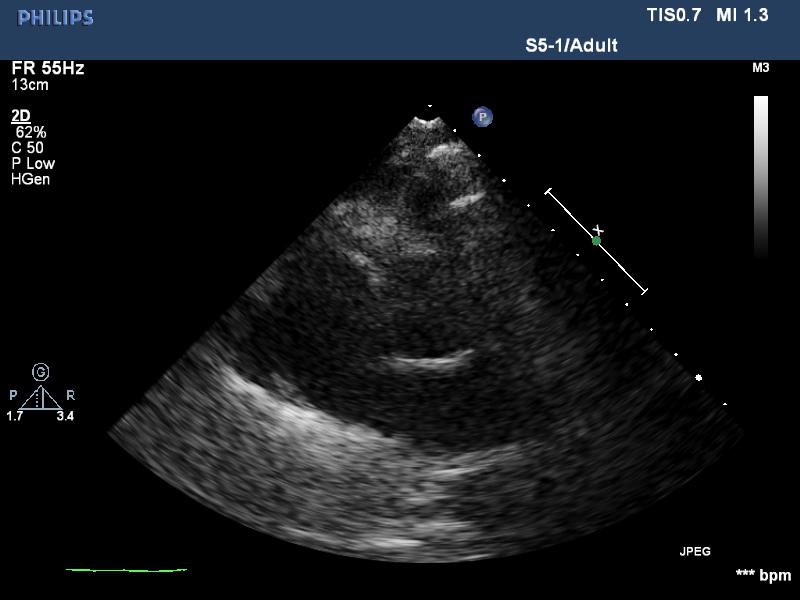 PHILIPS
TIS0.7 MI 1.3
S5-1/Adult
FR 55Hz
13cm
M3
2D
62%
C 50
P Low
HGen
P
G
P R
1.7 3.4
JPEG
*** bpm